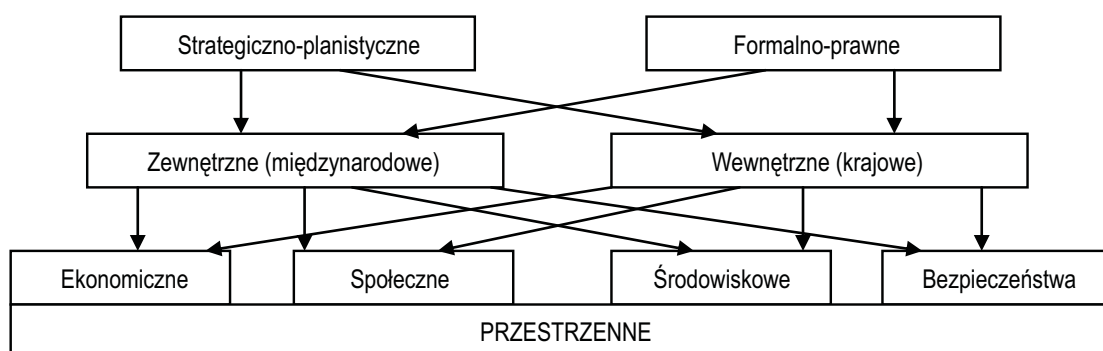 Strategiczno-planistyczne
Formalno-prawne
Zewnętrzne (międzynarodowe)
Wewnętrzne (krajowe)
Ekonomiczne
Społeczne
Środowiskowe
Bezpieczeństwa
PRZESTRZENNE